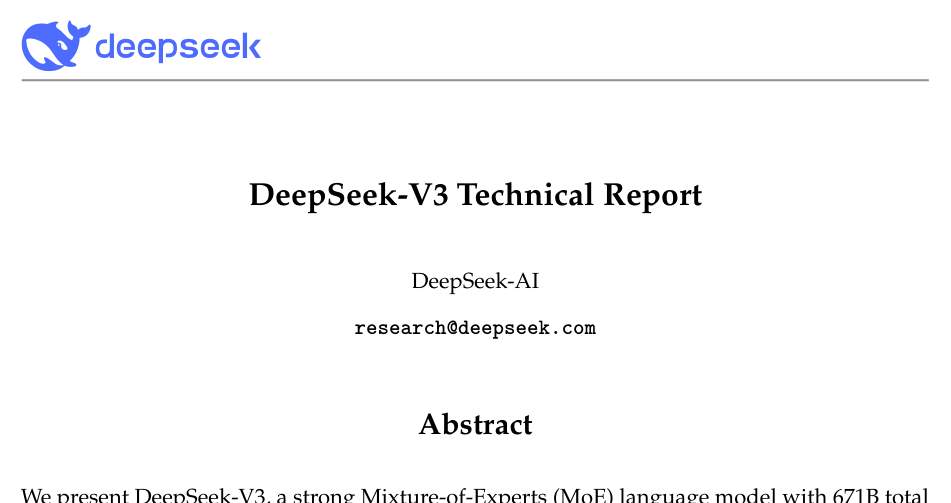 deepseek
DeepSeek-V3 Technical Report
DeepSeek-AI
research@deepseek.com
Abstract
We present DeepSeek-V3, a strong Mixture-of-Experts (MoE) language model with 671B total